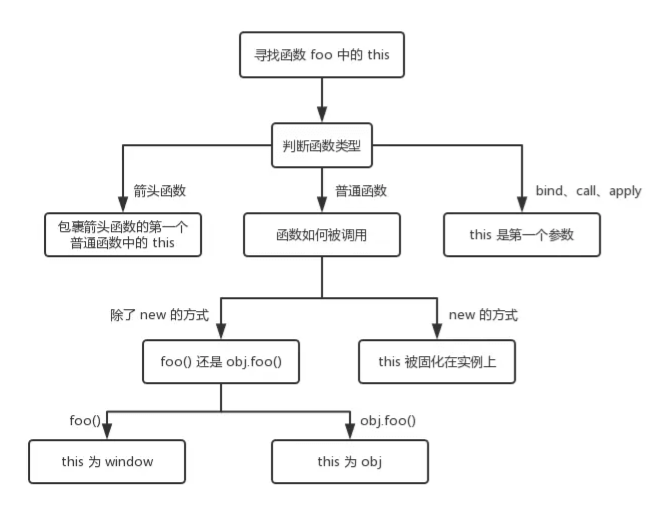 寻找函数 foo 中的 this
判断函数类型
箭头函数
普通函数
bind、call、apply
包裹箭头函数的第一个
普通函数中的 this
函数如何被调用
this 是第一个参数
除了 new 的方式
new 的方式
foo() 还是 obj.foo()
this 被固化在实例上
foo()
obj.foo()
this 为 window
this 为 obj